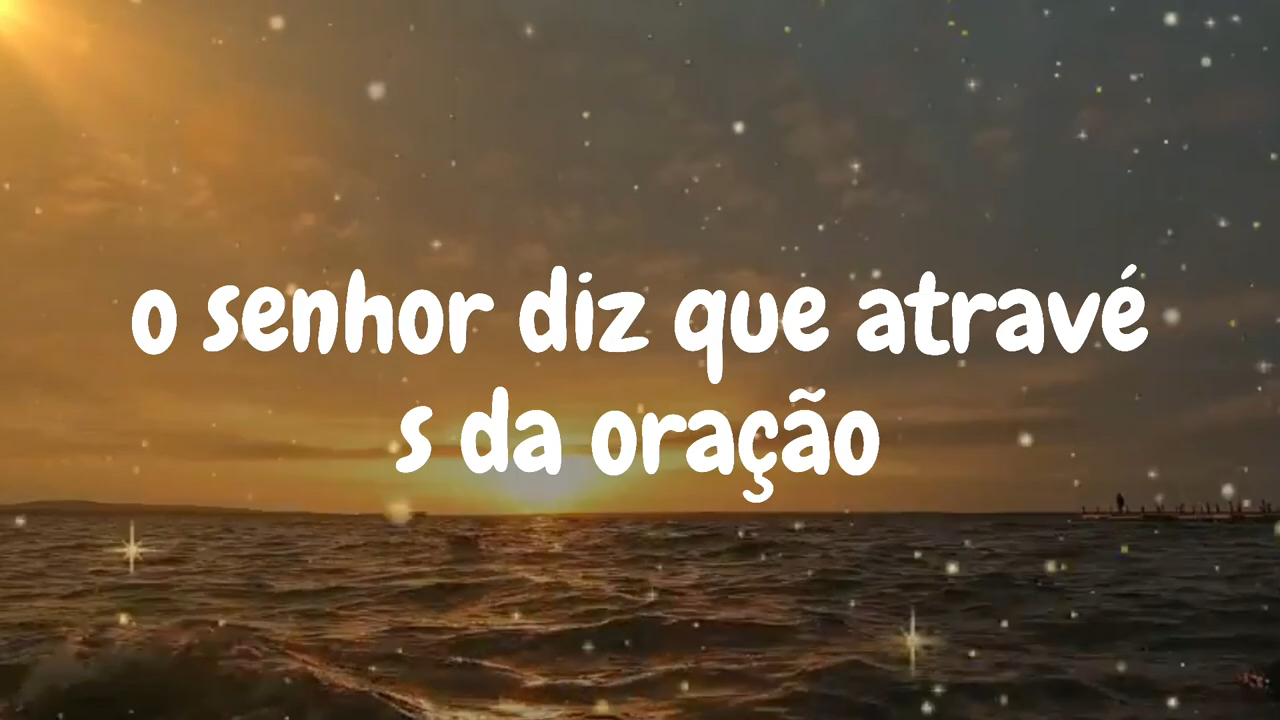 o senhor diz que atravé
s da oração